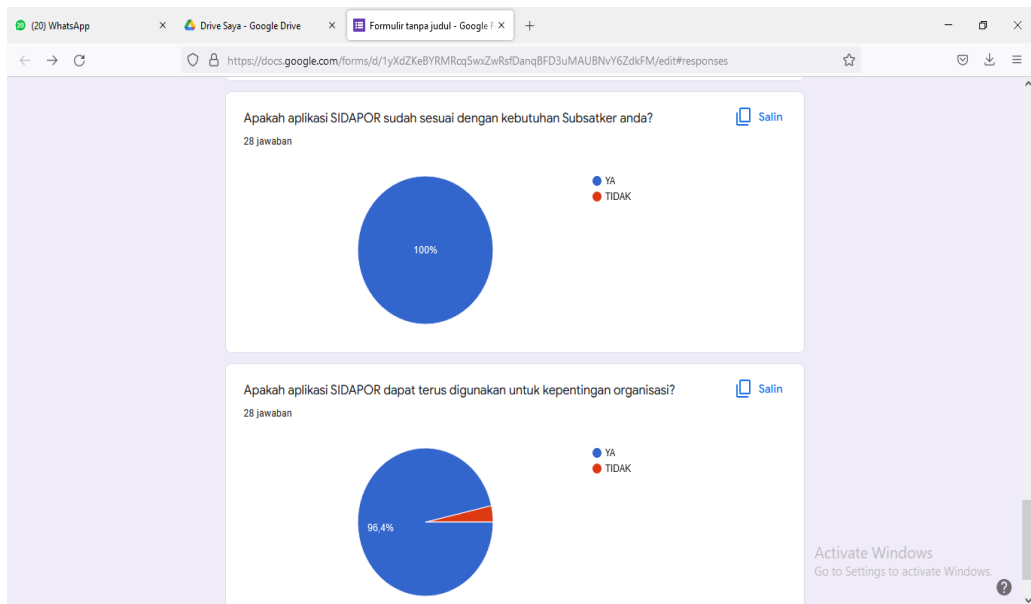 20
(20) WhatsApp
Drive Saya - Google Drive
Formulir tanpa judul - Google F
https://docs.google.com/forms/d/1yXdZKeBYRMRcq5wxZwRsfDanqBFD3uMAUBNvY6ZdkFM/edit#responses
Apakah aplikasi SIDAPOR sudah sesuai dengan kebutuhan Subsatker anda?
Salin
28 jawaban
YA
TIDAK
100%
Apakah aplikasi SIDAPOR dapat terus digunakan untuk kepentingan organisasi?
Salin
28 jawaban
YA
TIDAK
96,4%
Activate Windows
Go to Settings to activate Windows.